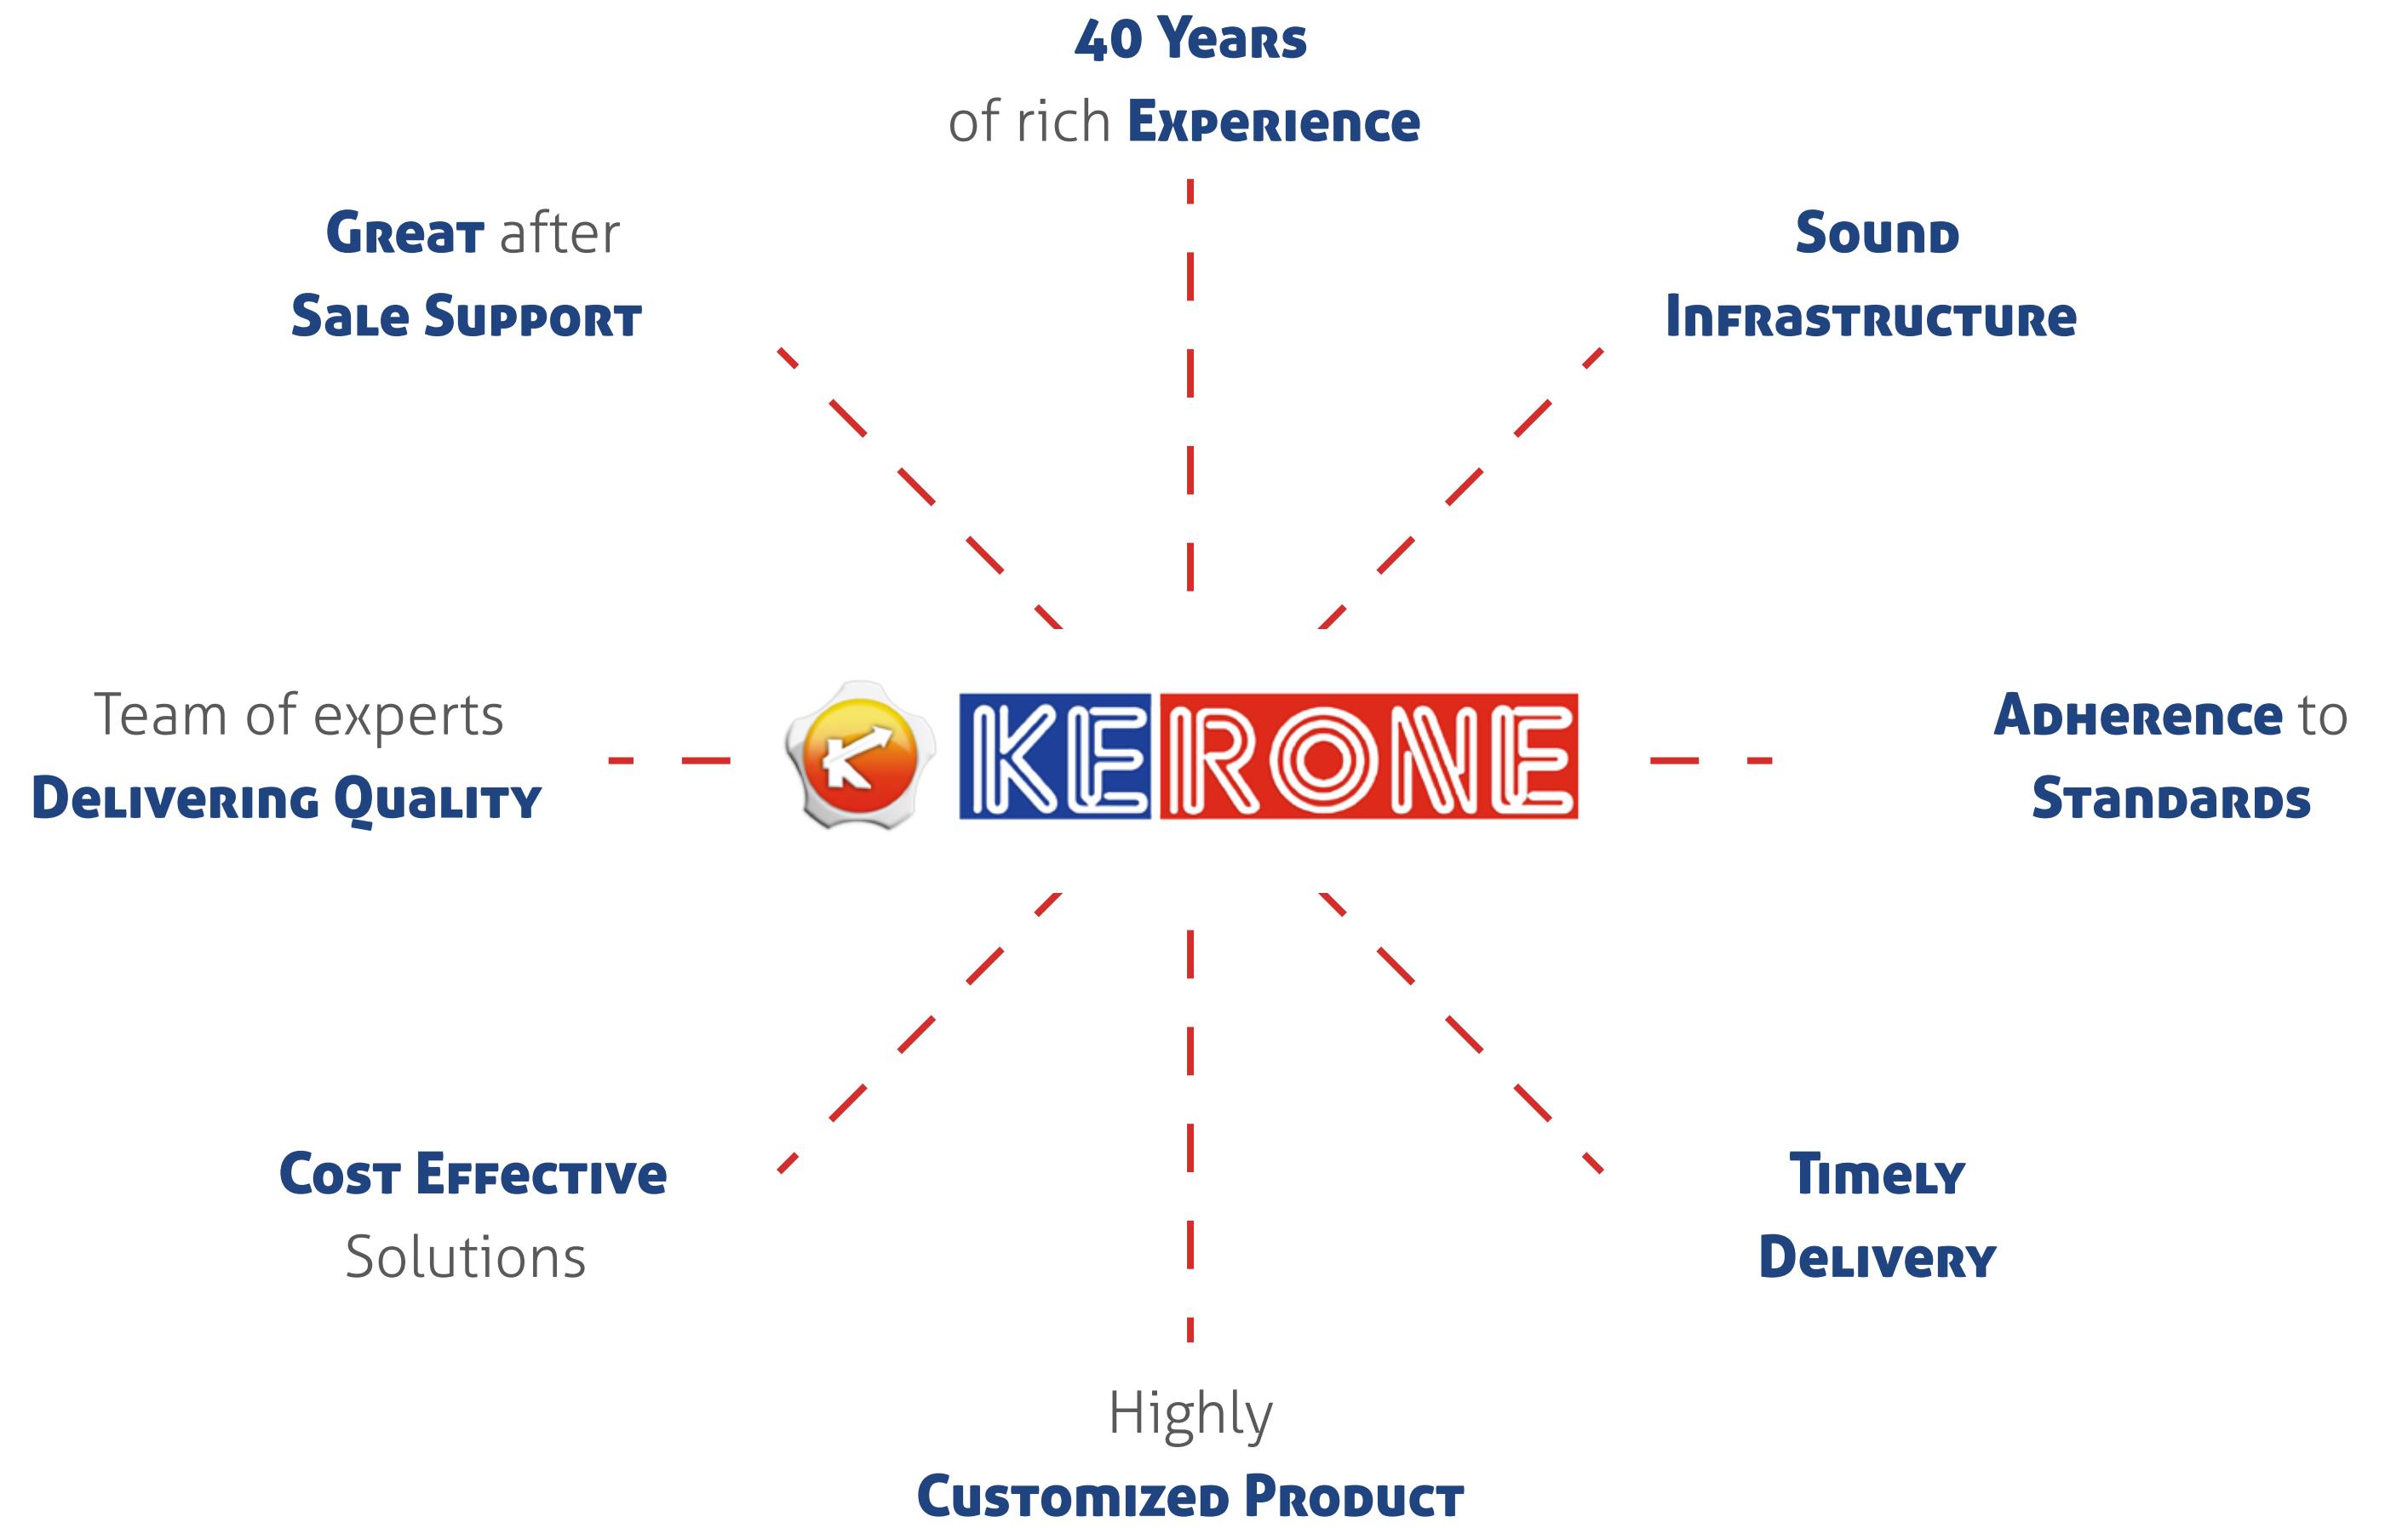 40 Years
of rich Experience
Great after
Sale Support
Sound
Infrastructure
Team of experts
Delivering Quality
K KERONE
Adherence to
Standards
Cost Effective
Solutions
Timely
Delivery
Highly
Customized Product